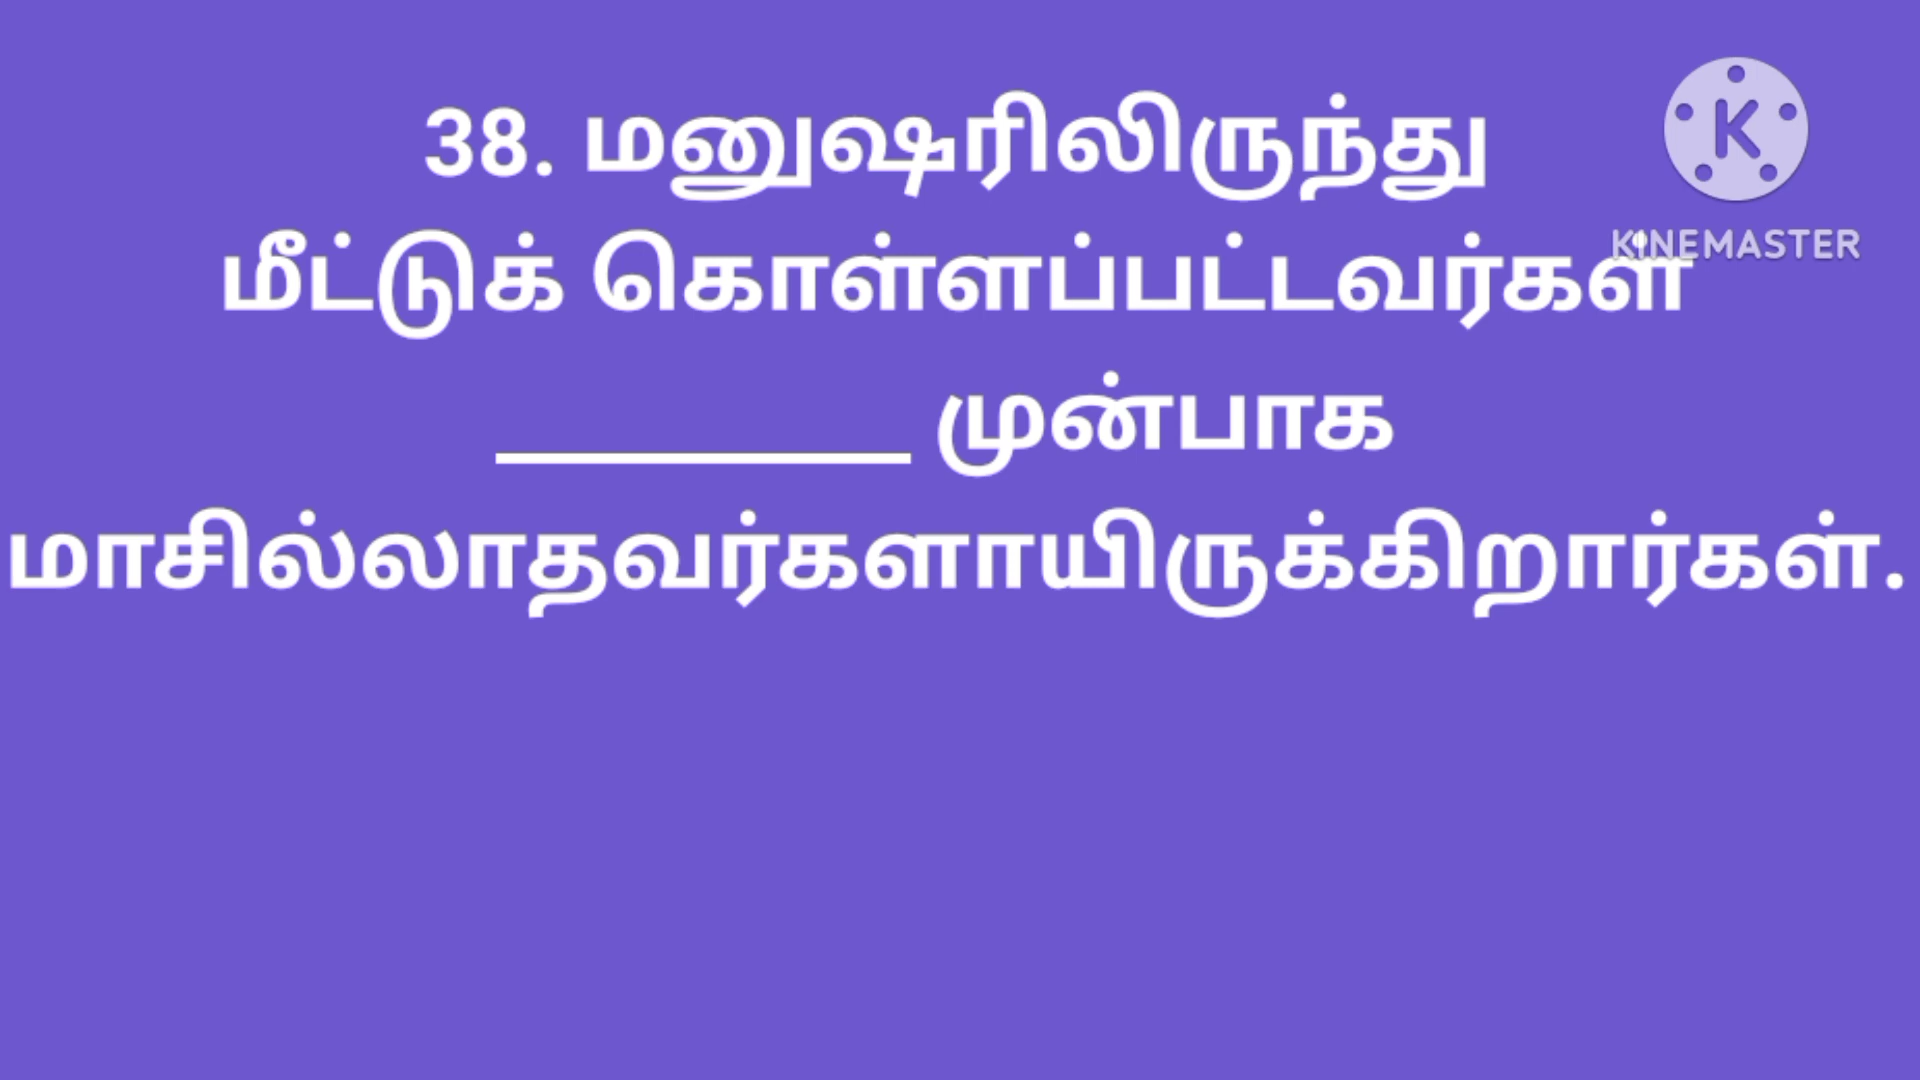 38. மனுஷரிலிருந்து
மீட்டுக் கொள்ளப்பட்டவர்கள்
__________ முன்பாக
மாசில்லாதவர்களாயிருக்கிறார்கள்.
K
KINEMASTER